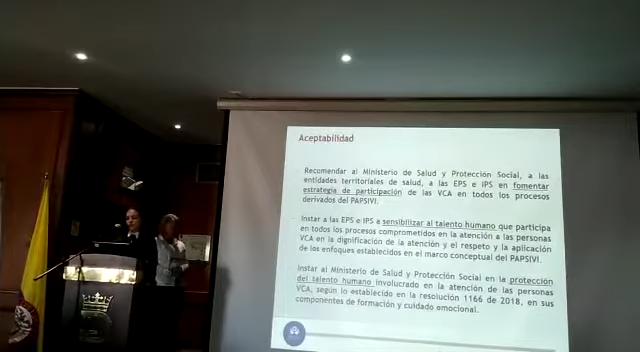 Aceptabilidad
Recomendar al Ministerio de Salud y Protección Social, a las
entidades territoriales de salud, a las EPS e IPS en fomentar
estrategia de participación de las VCA en todos los procesos
derivados del PAPSIVI.
Instar a las EPS e IPS a sensibilizar al talento humano que participa
en todos los procesos comprometidos en la atención a las personas
VCA en la dignificación de la atención y el respeto y la aplicación
de los enfoques establecidos en el marco conceptual del PAPSIVI.
Instar al Ministerio de Salud y Protección Social en la protección
del talento humano involucrado en la atención de las personas
VCA, según lo establecido en la resolución 1166 de 2018, en sus
componentes de formación y cuidado emocional.